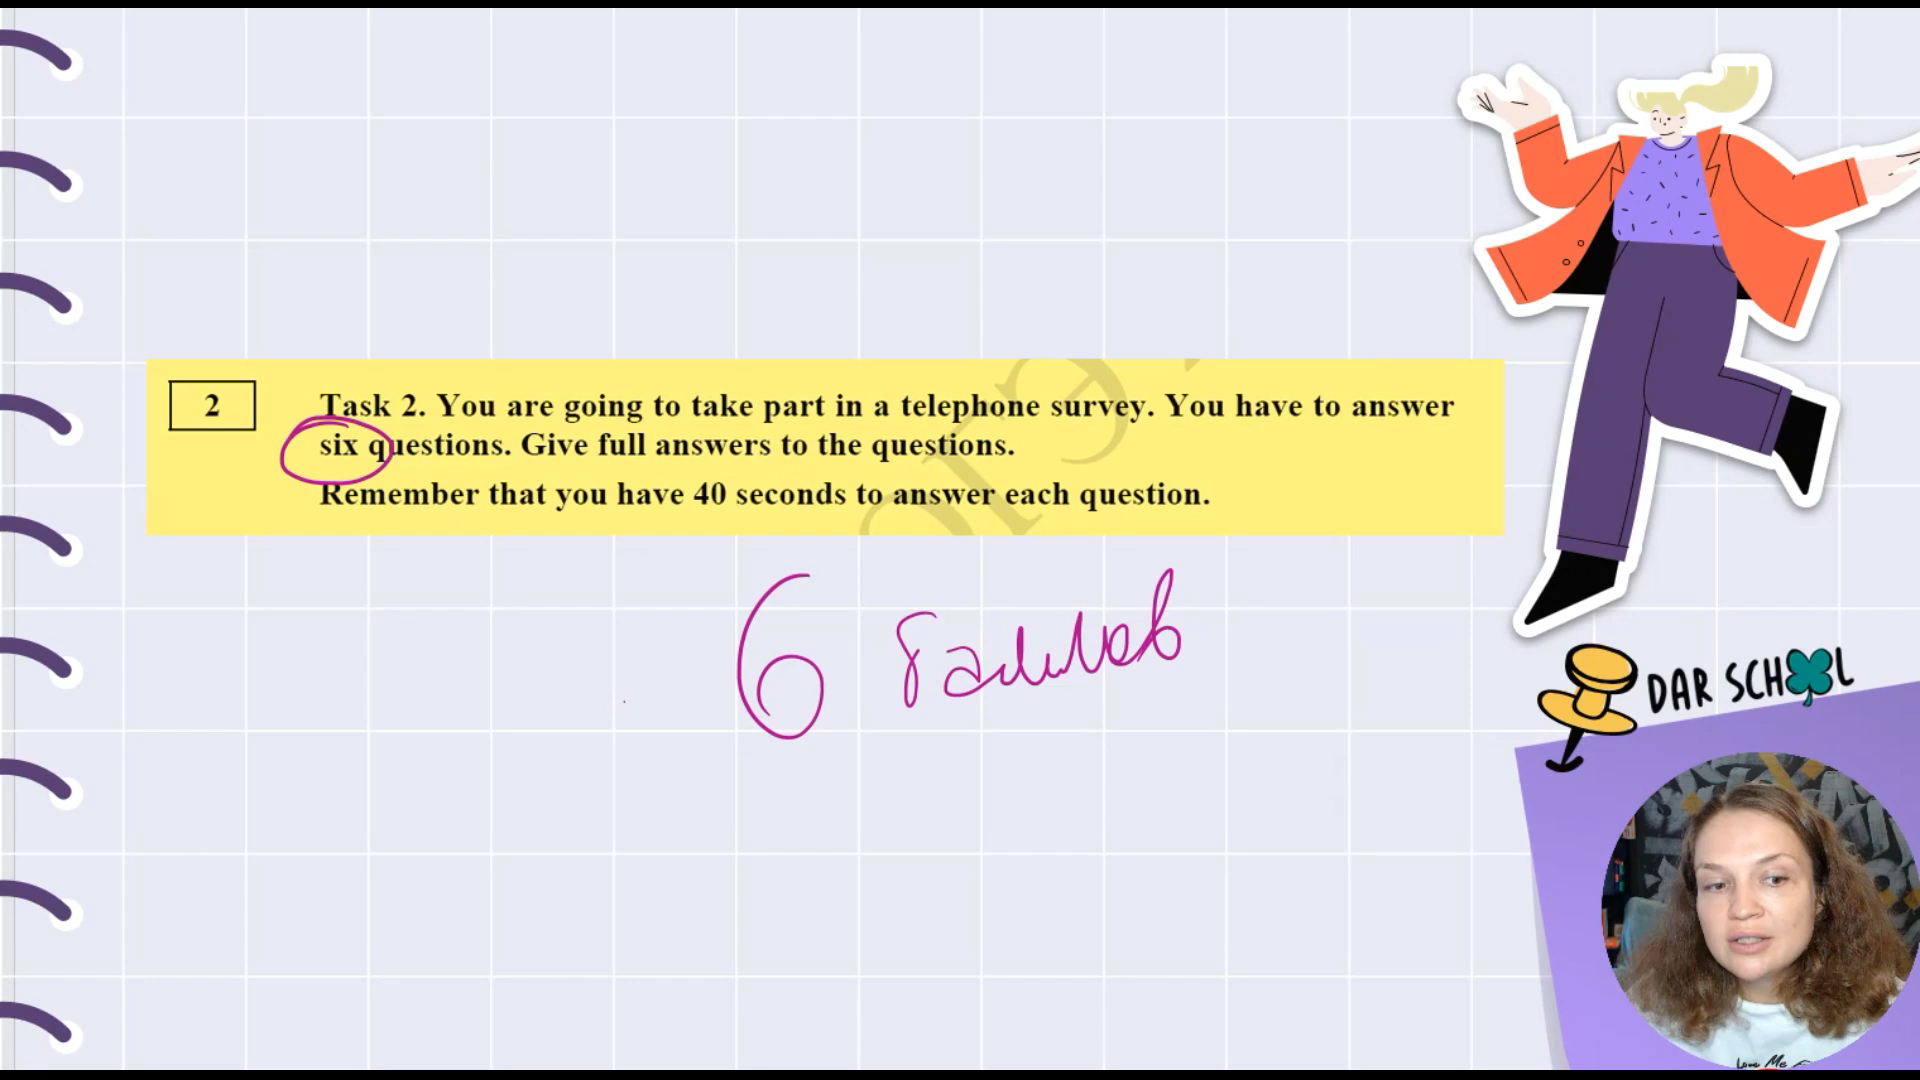 2
Task 2. You are going to take part in a telephone survey. You have to answer
six questions. Give full answers to the questions.
Remember that you have 40 seconds to answer each question.
6 баллов
DAR SCHOOL
Love Me